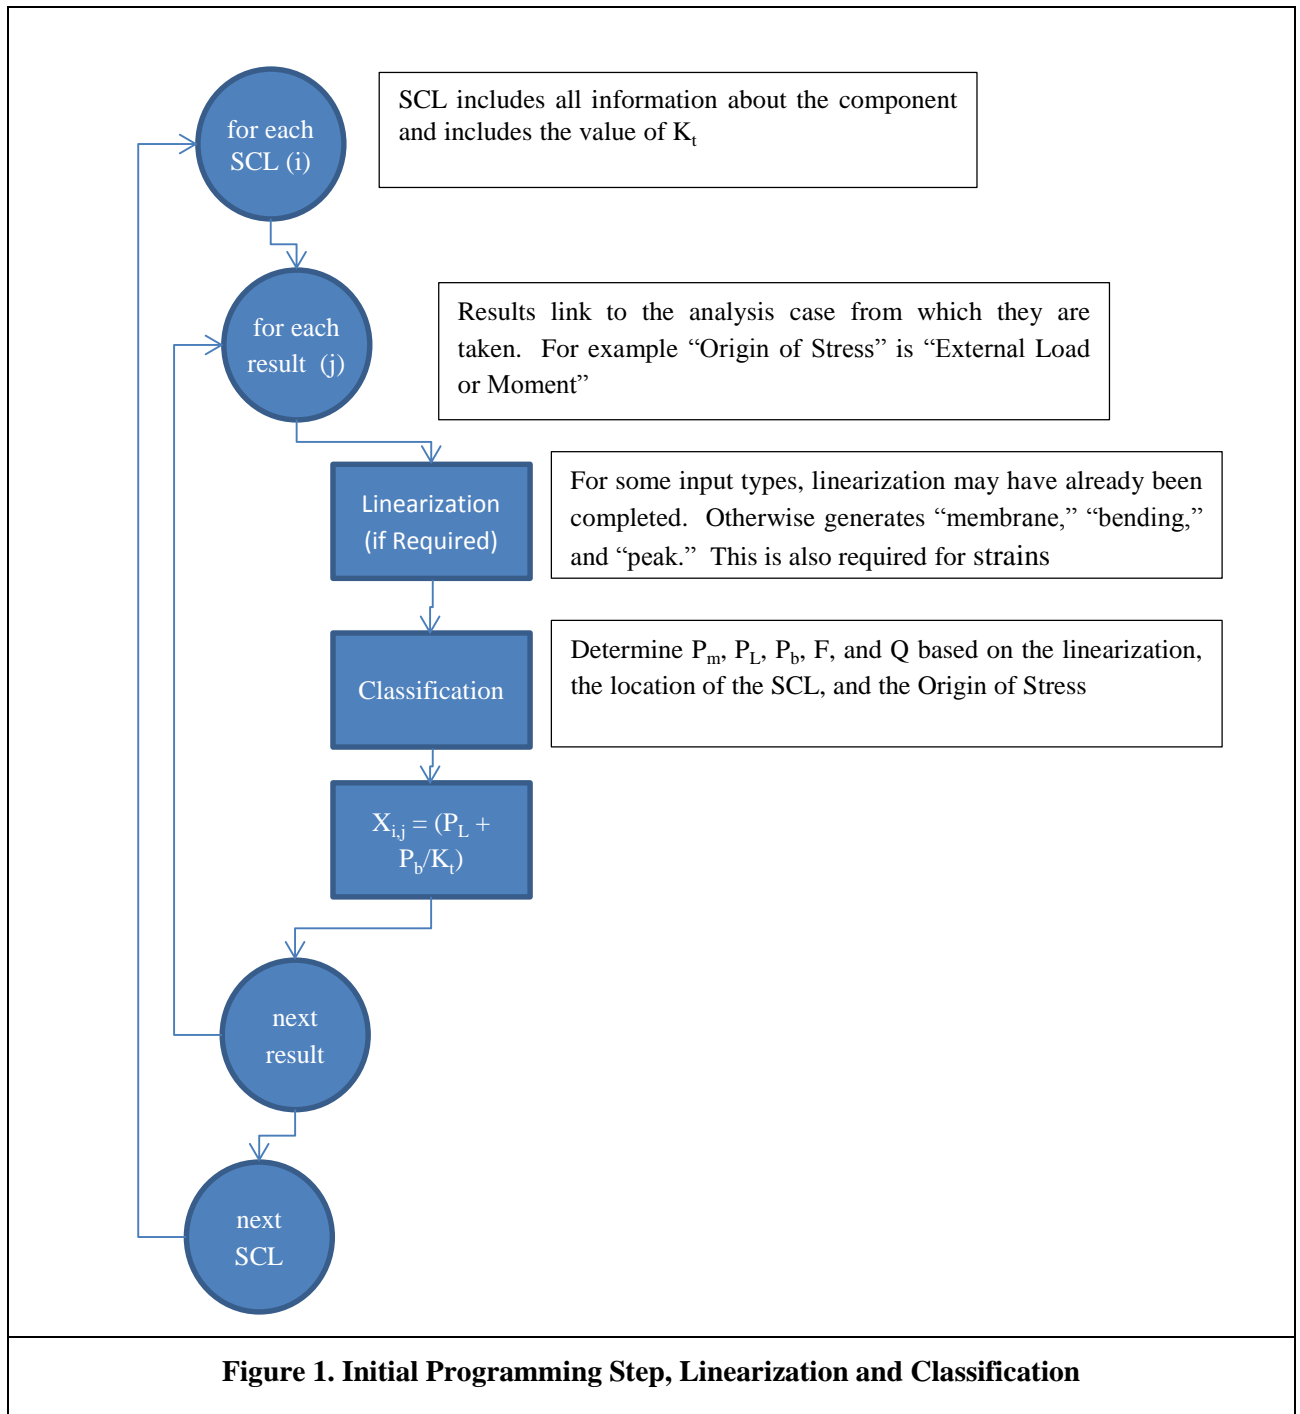 for each
SCL (i)
SCL includes all information about the component
and includes the value of Kt
for each
result (j)
Results link to the analysis case from which they are
taken. For example “Origin of Stress” is “External Load
or Moment”
Linearization
(if Required)
For some input types, linearization may have already been
completed. Otherwise generates “membrane,” “bending,”
and “peak.” This is also required for strains
Classification
Determine Pm, PL, Pb, F, and Q based on the linearization,
the location of the SCL, and the Origin of Stress
Xi,j = (PL +
Pb/Kt)
next
result
next
SCL
Figure 1. Initial Programming Step, Linearization and Classification